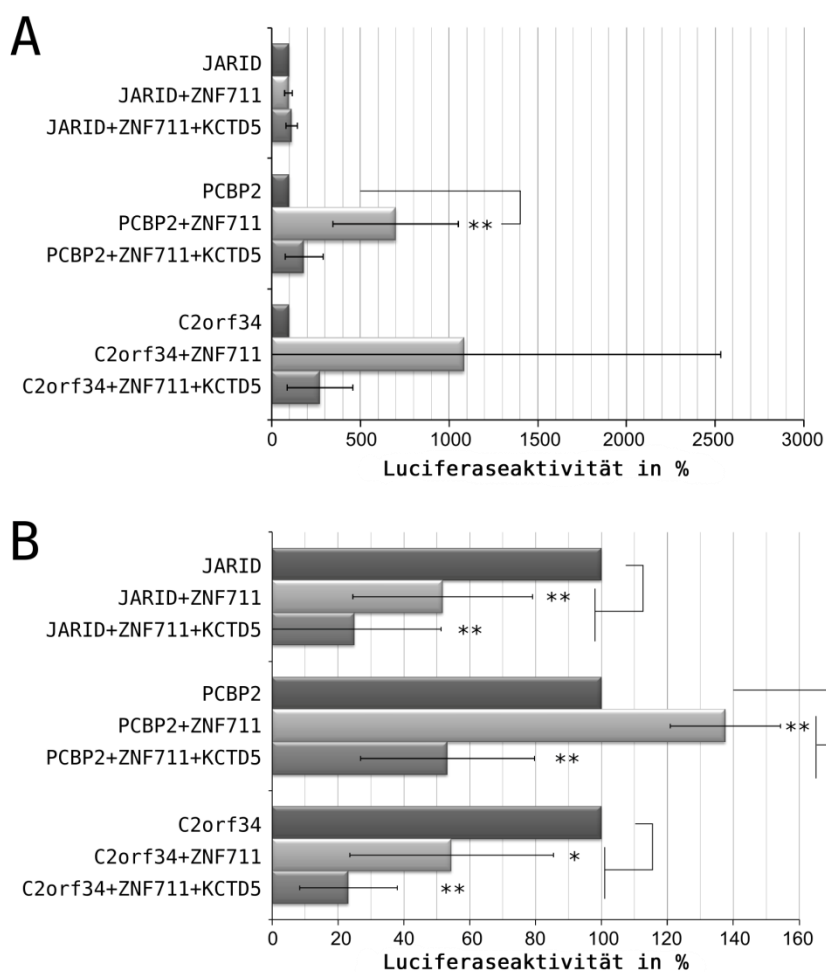 A
JARID
JARID+ZNF711
JARID+ZNF711+KCTD5
PCBP2
PCBP2+ZNF711
**
PCBP2+ZNF711+KCTD5
C2orf34
C2orf34+ZNF711
C2orf34+ZNF711+KCTD5
0 500 1000 1500 2000 2500 3000
Luciferaseaktivität in %
B
JARID
JARID+ZNF711 **
JARID+ZNF711+KCTD5 **
PCBP2
PCBP2+ZNF711 **
PCBP2+ZNF711+KCTD5 **
C2orf34
C2orf34+ZNF711 *
C2orf34+ZNF711+KCTD5 **
0 20 40 60 80 100 120 140 160
Luciferaseaktivität in %